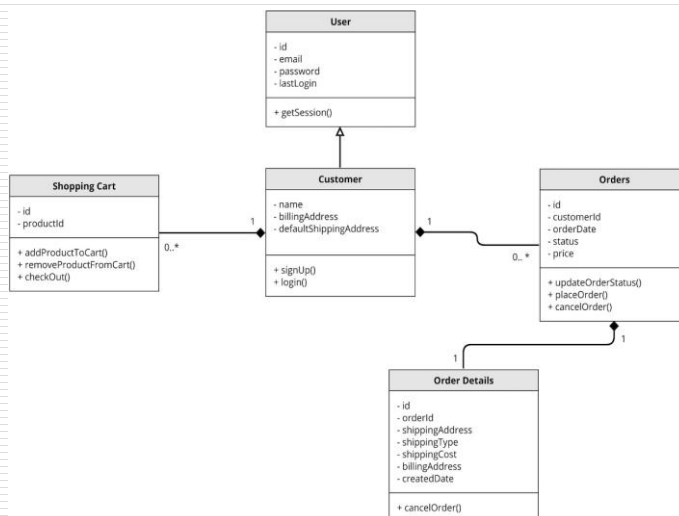 User
- id
- email
- password
- lastLogin
+ getSession()
Shopping Cart
- id
- productId
+ addProductToCart()
+ removeProductFromCart()
+ checkOut()
1
0..*
Customer
- name
- billingAddress
- defaultShippingAddress
+ signUp()
+ login()
1
0.. *
Orders
- id
- customerId
- orderDate
- status
- price
+ updateOrderStatus()
+ placeOrder()
+ cancelOrder()
1
1
Order Details
- id
- orderId
- shippingAddress
- shippingType
- shippingCost
- billingAddress
- createdDate
+ cancelOrder()